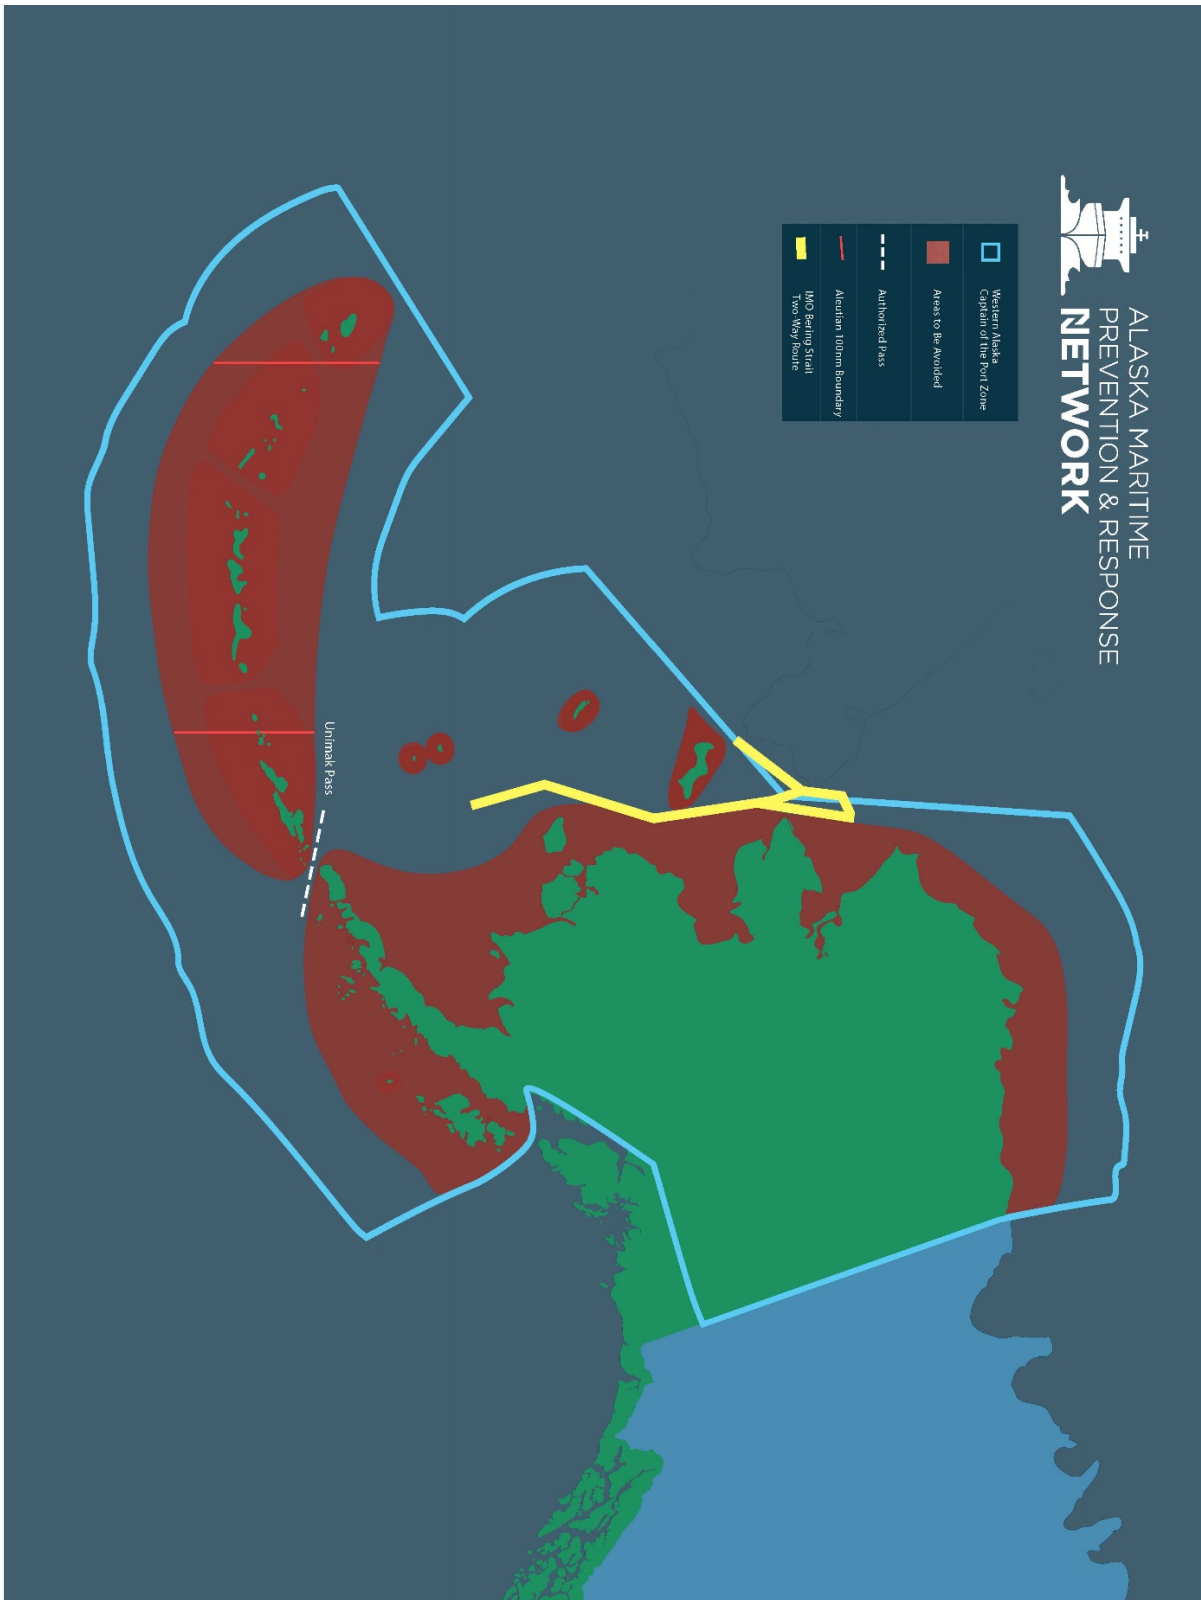 ALASKA MARITIME
PREVENTION & RESPONSE
NETWORK
Western Alaska
Captain of the Port Zone
Areas to Be Avoided
Authorized Pass
Aleutian 100nm Boundary
IMO Bering Strait
Two-Way Route
Unimak Pass